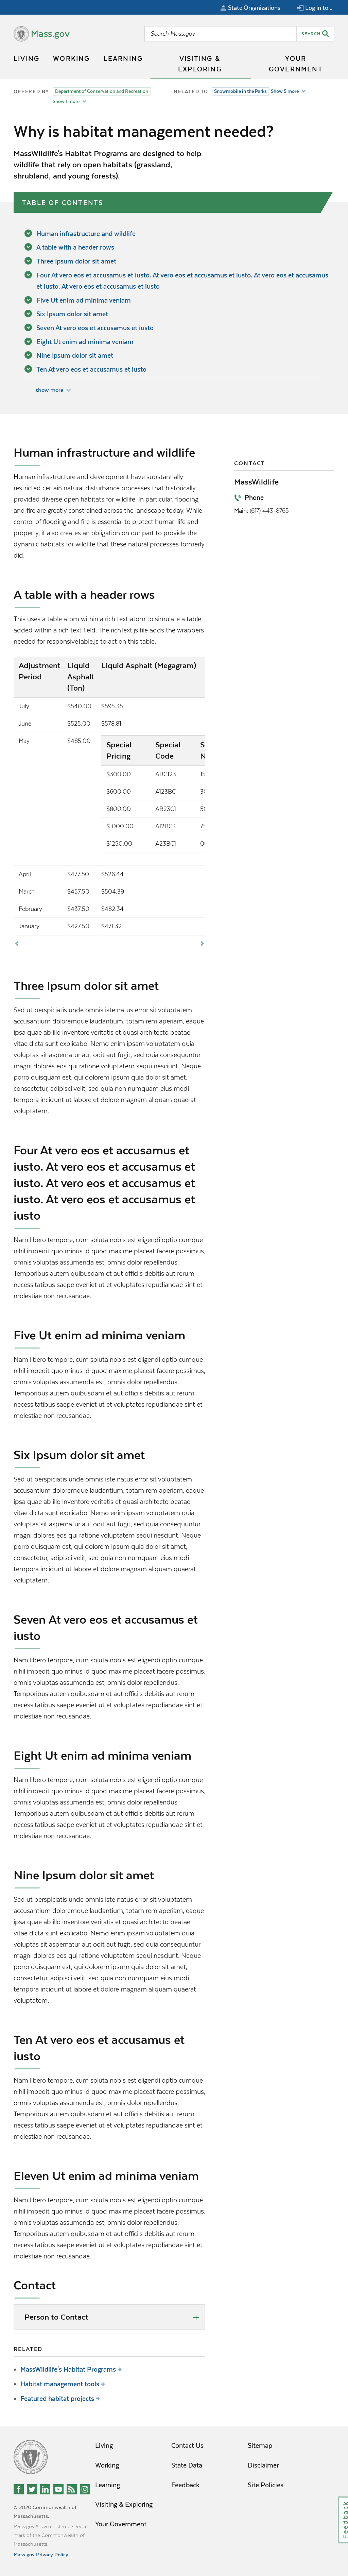 State Organizations
Log in to...
Mass.gov
Search Mass.gov
SEARCH
LIVING
WORKING
LEARNING
VISITING &
EXPLORING
YOUR
GOVERNMENT
OFFERED BY
Department of Conservation and Recreation
Show 1 more
RELATED TO
Snowmobile in the Parks
Show 5 more
Why is habitat management needed?
MassWildlife's Habitat Programs are designed to help
wildlife that rely on open habitats (grassland,
shrubland, and young forests).
TABLE OF CONTENTS
Human infrastructure and wildlife
A table with a header rows
Three Ipsum dolor sit amet
Four At vero eos et accusamus et iusto. At vero eos et accusamus et iusto. At vero eos et accusamus
et iusto. At vero eos et accusamus et iusto
Five Ut enim ad minima veniam
Six Ipsum dolor sit amet
Seven At vero eos et accusamus et iusto
Eight Ut enim ad minima veniam
Nine Ipsum dolor sit amet
Ten At vero eos et accusamus et iusto
show more
Human infrastructure and wildlife
Human infrastructure and development have substantially
restricted certain natural disturbance processes that historically
provided diverse open habitats for wildlife. In particular, flooding
and fire are greatly constrained across the landscape today. While
control of flooding and fire is essential to protect human life and
property, it also creates an obligation on our part to provide the
dynamic habitats for wildlife that these natural processes formerly
did.
CONTACT
MassWildlife
Phone
Main: (617) 443-8765
A table with a header rows
This uses a table atom within a rich text atom to simulate a table
added within a rich text field. The richText.js file adds the wrappers
needed for responsiveTable.js to act on this table.
Adjustment
Period
Liquid
Asphalt
(Ton)
Liquid Asphalt (Megagram)
July $540.00 $595.35
June $525.00 $578.81
May $485.00
Special
Pricing
Special
Code
$300.00 ABC123
$600.00 A123BC
$800.00 AB23C1
$1000.00 A12BC3
$1250.00 A23BC1
April $477.50 $526.44
March $457.50 $504.39
February $437.50 $482.34
January $427.50 $471.32
Three Ipsum dolor sit amet
Sed ut perspiciatis unde omnis iste natus error sit voluptatem
accusantium doloremque laudantium, totam rem aperiam, eaque
ipsa quae ab illo inventore veritatis et quasi architecto beatae
vitae dicta sunt explicabo. Nemo enim ipsam voluptatem quia
voluptas sit aspernatur aut odit aut fugit, sed quia consequuntur
magni dolores eos qui ratione voluptatem sequi nesciunt. Neque
porro quisquam est, qui dolorem ipsum quia dolor sit amet,
consectetur, adipisci velit, sed quia non numquam eius modi
tempora incidunt ut labore et dolore magnam aliquam quaerat
voluptatem.
Four At vero eos et accusamus et
iusto. At vero eos et accusamus et
iusto. At vero eos et accusamus et
iusto. At vero eos et accusamus et
iusto
Nam libero tempore, cum soluta nobis est eligendi optio cumque
nihil impedit quo minus id quod maxime placeat facere possimus,
omnis voluptas assumenda est, omnis dolor repellendus.
Temporibus autem quibusdam et aut officiis debitis aut rerum
necessitatibus saepe eveniet ut et voluptates repudiandae sint et
molestiae non recusandae.
Five Ut enim ad minima veniam
Nam libero tempore, cum soluta nobis est eligendi optio cumque
nihil impedit quo minus id quod maxime placeat facere possimus,
omnis voluptas assumenda est, omnis dolor repellendus.
Temporibus autem quibusdam et aut officiis debitis aut rerum
necessitatibus saepe eveniet ut et voluptates repudiandae sint et
molestiae non recusandae.
Six Ipsum dolor sit amet
Sed ut perspiciatis unde omnis iste natus error sit voluptatem
accusantium doloremque laudantium, totam rem aperiam, eaque
ipsa quae ab illo inventore veritatis et quasi architecto beatae
vitae dicta sunt explicabo. Nemo enim ipsam voluptatem quia
voluptas sit aspernatur aut odit aut fugit, sed quia consequuntur
magni dolores eos qui ratione voluptatem sequi nesciunt. Neque
porro quisquam est, qui dolorem ipsum quia dolor sit amet,
consectetur, adipisci velit, sed quia non numquam eius modi
tempora incidunt ut labore et dolore magnam aliquam quaerat
voluptatem.
Seven At vero eos et accusamus et
iusto
Nam libero tempore, cum soluta nobis est eligendi optio cumque
nihil impedit quo minus id quod maxime placeat facere possimus,
omnis voluptas assumenda est, omnis dolor repellendus.
Temporibus autem quibusdam et aut officiis debitis aut rerum
necessitatibus saepe eveniet ut et voluptates repudiandae sint et
molestiae non recusandae.
Eight Ut enim ad minima veniam
Nam libero tempore, cum soluta nobis est eligendi optio cumque
nihil impedit quo minus id quod maxime placeat facere possimus,
omnis voluptas assumenda est, omnis dolor repellendus.
Temporibus autem quibusdam et aut officiis debitis aut rerum
necessitatibus saepe eveniet ut et voluptates repudiandae sint et
molestiae non recusandae.
Nine Ipsum dolor sit amet
Sed ut perspiciatis unde omnis iste natus error sit voluptatem
accusantium doloremque laudantium, totam rem aperiam, eaque
ipsa quae ab illo inventore veritatis et quasi architecto beatae
vitae dicta sunt explicabo. Nemo enim ipsam voluptatem quia
voluptas sit aspernatur aut odit aut fugit, sed quia consequuntur
magni dolores eos qui ratione voluptatem sequi nesciunt. Neque
porro quisquam est, qui dolorem ipsum quia dolor sit amet,
consectetur, adipisci velit, sed quia non numquam eius modi
tempora incidunt ut labore et dolore magnam aliquam quaerat
voluptatem.
Ten At vero eos et accusamus et
iusto
Nam libero tempore, cum soluta nobis est eligendi optio cumque
nihil impedit quo minus id quod maxime placeat facere possimus,
omnis voluptas assumenda est, omnis dolor repellendus.
Temporibus autem quibusdam et aut officiis debitis aut rerum
necessitatibus saepe eveniet ut et voluptates repudiandae sint et
molestiae non recusandae.
Eleven Ut enim ad minima veniam
Nam libero tempore, cum soluta nobis est eligendi optio cumque
nihil impedit quo minus id quod maxime placeat facere possimus,
omnis voluptas assumenda est, omnis dolor repellendus.
Temporibus autem quibusdam et aut officiis debitis aut rerum
necessitatibus saepe eveniet ut et voluptates repudiandae sint et
molestiae non recusandae.
Contact
Person to Contact
RELATED
MassWildlife's Habitat Programs
Habitat management tools
Featured habitat projects
Living
Working
Learning
Visiting & Exploring
Your Government
Contact Us
State Data
Feedback
Sitemap
Disclaimer
Site Policies
© 2020 Commonwealth of
Massachusetts.
Mass.gov® is a registered service
mark of the Commonwealth of
Massachusetts.
Mass.gov Privacy Policy
Feedback